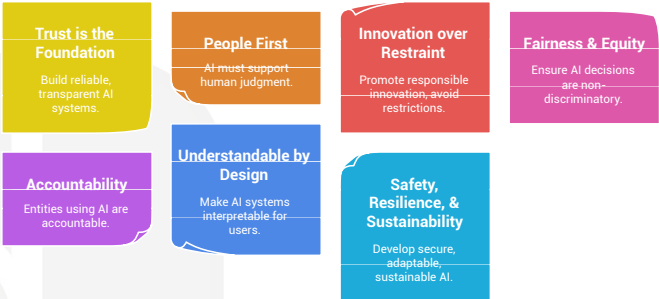 Trust is the
Foundation
Build reliable,
transparent AI
systems.
People First
AI must support
human judgment.
Innovation over
Restraint
Promote responsible
innovation, avoid
restrictions.
Fairness & Equity
Ensure AI decisions
are non-
discriminatory.
Accountability
Entities using AI are
accountable.
Understandable by
Design
Make AI systems
interpretable for
users.
Safety,
Resilience, &
Sustainability
Develop secure,
adaptable,
sustainable AI.